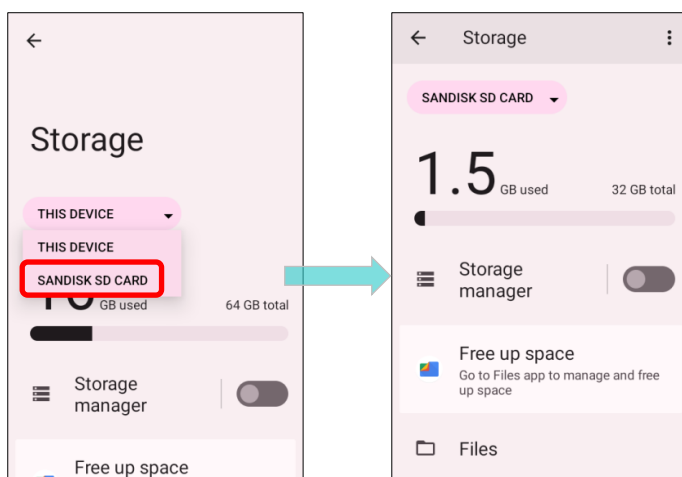 Storage
THIS DEVICE
THIS DEVICE
SANDISK SD CARD
GB used
64 GB total
Storage
manager
Free up space
Storage
SANDISK SD CARD
1.5 GB used
32 GB total
Storage
manager
Free up space
Go to Files app to manage and free
up space
Files